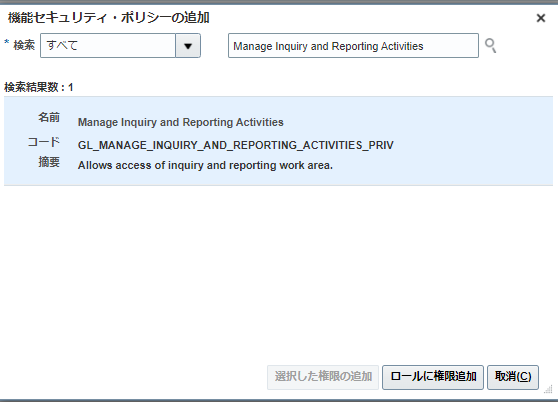 機能セキュリティ・ポリシーの追加
* 検索 すべて Manage Inquiry and Reporting Activities
検索結果数 : 1
名前 Manage Inquiry and Reporting Activities
コード GL_MANAGE_INQUIRY_AND_REPORTING_ACTIVITIES_PRIV
摘要 Allows access of inquiry and reporting work area.
選択した権限の追加 ロールに権限追加 取消(C)